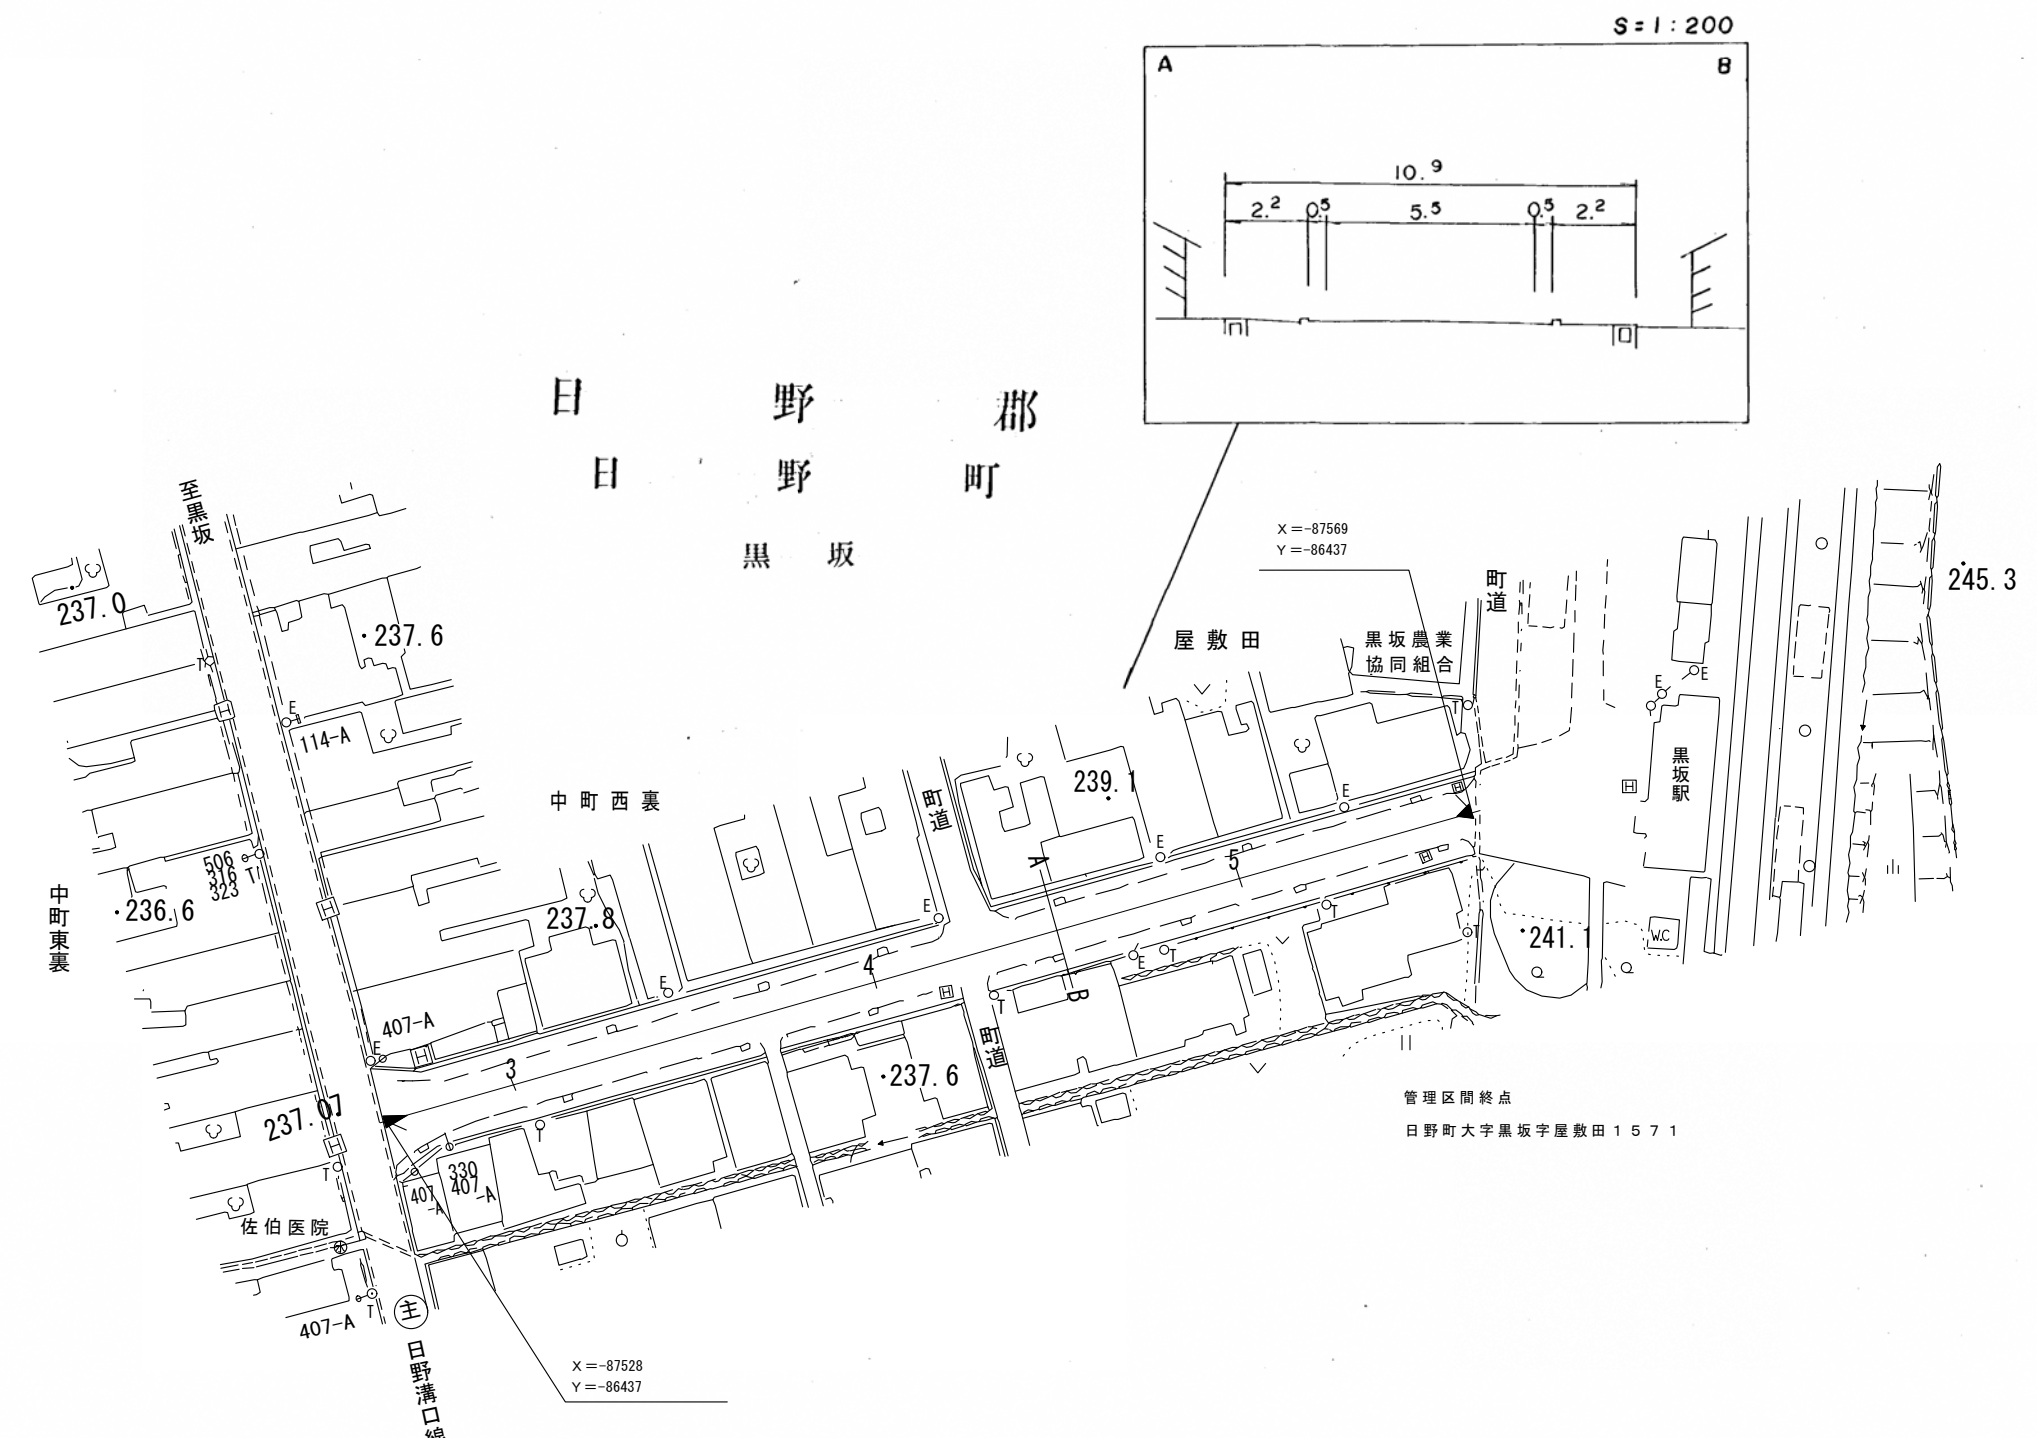 S=1:200
A
B
10.9
2.2 0.5 5.5 0.5 2.2
日野郡
日野町
黒坂
至黒坂
X=-87569
Y=-86437
町道
245.3
237.0
237.6
屋敷田
黒坂農業
協同組合
T
E
E
E
T
H
E
114-A
黒坂駅
H
239.1
中町西裏
町道
E
H
A
E
5
H
506
316
323
T
中町東裏
236.6
H
237.8
E
T
T
241.1
W.C
4
E
T
E
H
B
T
407-A
E
H
町道
3
237.6
237.07
管理区間終点
日野町大字黒坂字屋敷田1571
T
H
T
330
407
-A
407
-A
佐伯医院
T
主
407-A
日野溝口線
X=-87528
Y=-86437